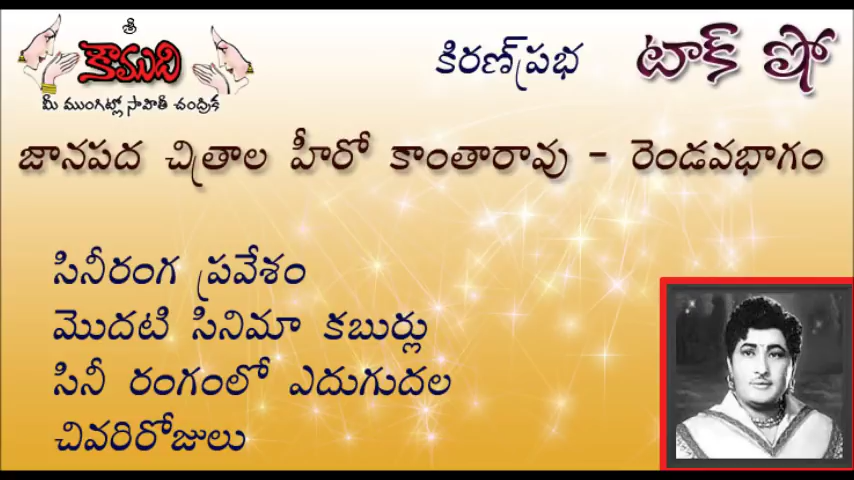 శ్రీ
కౌముది
మీ ముంగిట్లో సాహితీ చంద్రిక
కిరణ్‌ప్రభ టాక్ షో
జానపద చిత్రాల హీరో కాంతారావు - రెండవభాగం
సినీరంగ ప్రవేశం
మొదటి సినిమా కబుర్లు
సినీ రంగంలో ఎదుగుదల
చివరిరోజులు